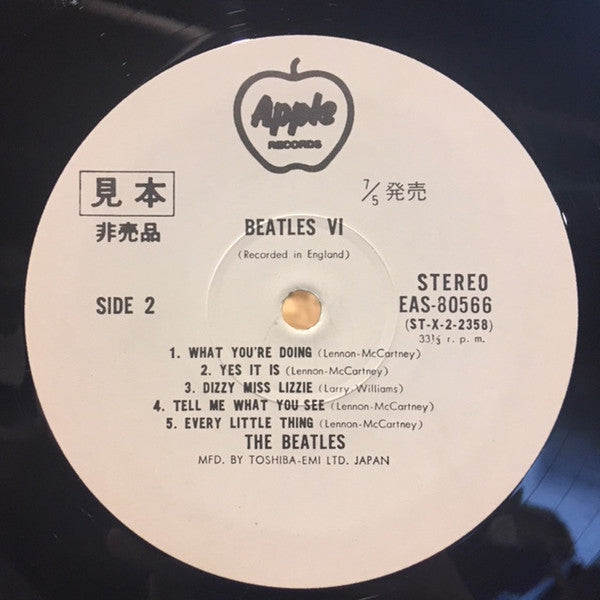 Apple
RECORDS
見本
7/5 発売
非売品
BEATLES VI
(Recorded in England)
STEREO
SIDE 2
EAS-80566
(ST-X-2-2358)
33⅓ r. p. m.
1. WHAT YOU'RE DOING (Lennon-McCartney)
2. YES IT IS (Lennon-McCartney)
3. DIZZY MISS LIZZIE (Larry-Williams)
4. TELL ME WHAT YOU SEE (Lennon-McCartney)
5. EVERY LITTLE THING (Lennon-McCartney)
THE BEATLES
MFD. BY TOSHIBA-EMI LTD. JAPAN